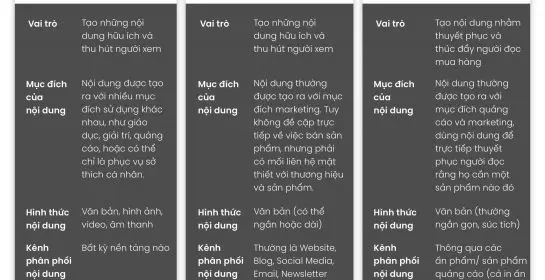 Vai trò
Tạo những nội
dung hữu ích và
thu hút người xem
Mục đích
của
nội dung
Nội dung được tạo
ra với nhiều mục
đích sử dụng khác
nhau, như giáo
dục, giải trí, quảng
cáo, hoặc có thể
chỉ là phục vụ sở
thích cá nhân.
Hình thức
nội dung
Văn bản, hình ảnh,
video, âm thanh
Kênh
phân phối
nội dung
Bất kỳ nền tảng nào
Vai trò
Tạo những nội
dung hữu ích và
thu hút người xem
Mục đích
của
nội dung
Nội dung thường
được tạo ra với mục
đích marketing. Tuy
không đề cập trực
tiếp về việc bán sản
phẩm, nhưng phải
có mối liên hệ mật
thiết với thương hiệu
và sản phẩm.
Hình thức
nội dung
Văn bản (có thể
ngắn hoặc dài)
Kênh
phân phối
nội dung
Thường là Website,
Blog, Social Media,
Email, Newsletter
Vai trò
Tạo nội dung nhằm
thuyết phục và
thúc đẩy người đọc
mua hàng
Mục đích
của
nội dung
Nội dung thường
được tạo ra với
mục đích quảng
cáo và marketing,
dùng nội dung để
trực tiếp thuyết
phục người đọc
rằng họ cần một
sản phẩm nào đó
Hình thức
nội dung
Văn bản (thường
ngắn gọn, súc tích)
Kênh
phân phối
nội dung
Thông qua các
ấn phẩm/ sản phẩm
quảng cáo (cả in ấn